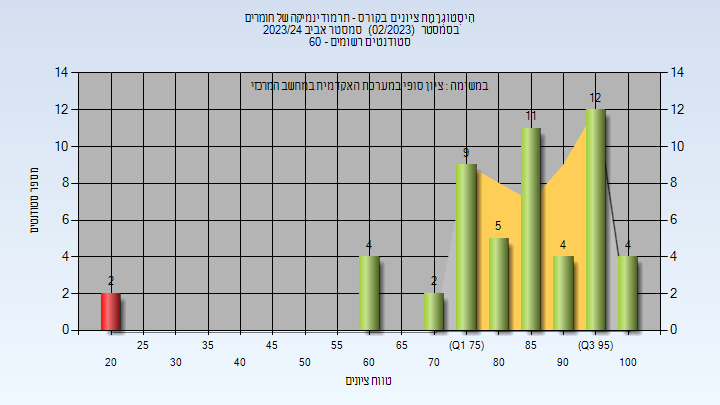 היסטוגרמת ציונים בקורס - תרמודינמיקה של חומרים
בסמסטר (02/2023) סמסטר אביב 2023/24
סטודנטים רשומים - 60
במשימה : ציון סופי במערכת האקדמית במחשב המרכזי
14 14
12 12 12
11
10 10
9
8 8
6 6
5
4 4 4 4 4
2 2 2 2
0 0
מספר סטודנטים
25 35 45 55 65 (Q1 75) 85 (Q3 95)
20 30 40 50 60 70 80 90 100
טווח ציונים